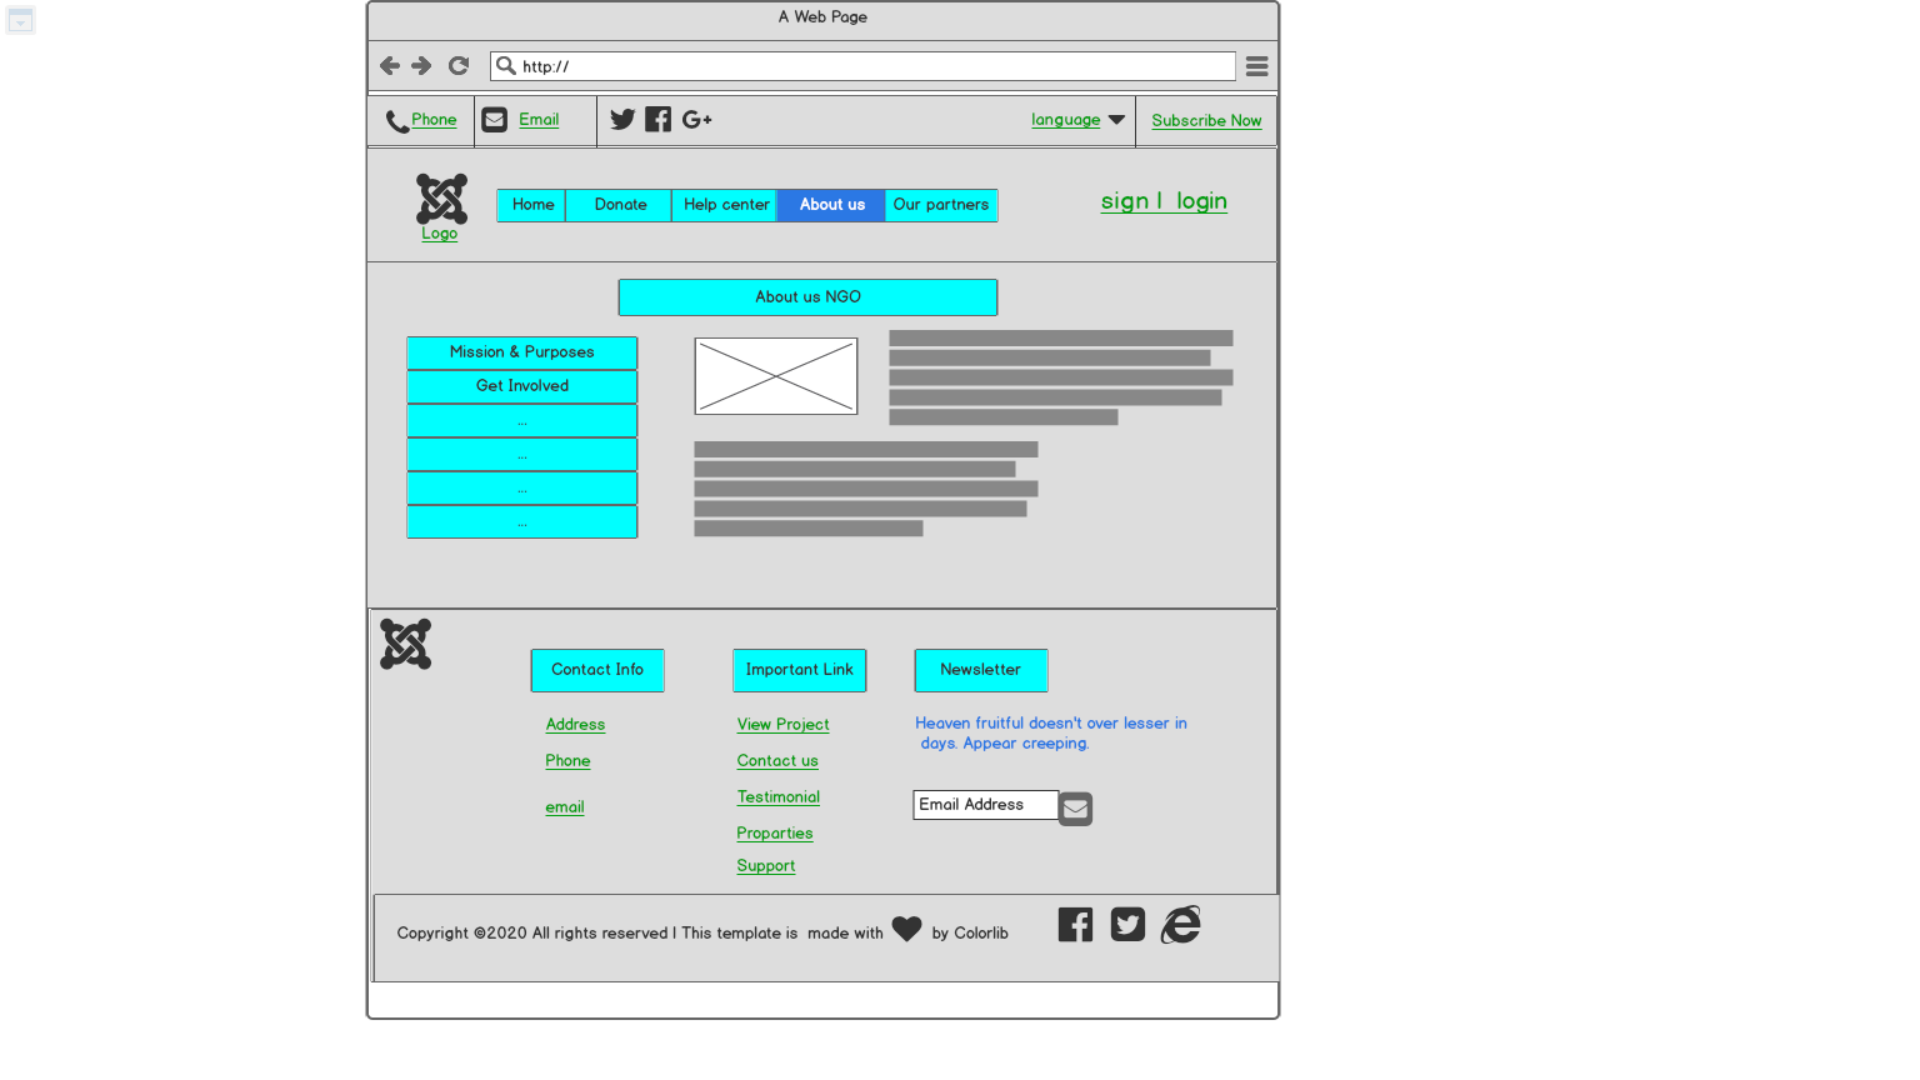 A Web Page
http://
Phone
Email
language
Subscribe Now
Logo
Home
Donate
Help center
About us
Our partners
sign | login
About us NGO
Mission & Purposes
Get Involved
...
...
...
...
Contact Info
Address
Phone
email
Important Link
View Project
Contact us
Testimonial
Proparties
Support
Newsletter
Heaven fruitful doesn't over lesser in
days. Appear creeping.
Email Address
Copyright ©2020 All rights reserved | This template is made with by Colorlib